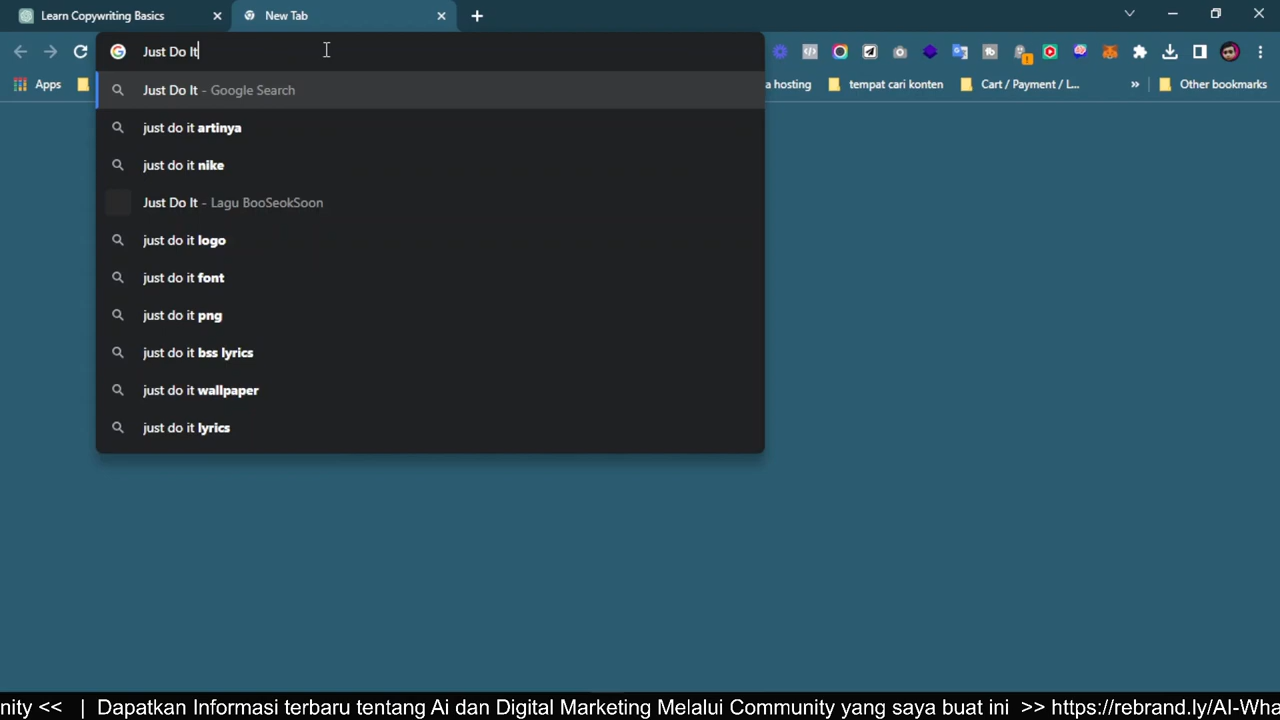 Learn Copywriting Basics
New Tab
Just Do It
Apps
a hosting
tempat cari konten
Cart / Payment / L...
Other bookmarks
Just Do It - Google Search
just do it artinya
just do it nike
Just Do It - Lagu BooSeokSoon
just do it logo
just do it font
just do it png
just do it bss lyrics
just do it wallpaper
just do it lyrics
nity << | Dapatkan Informasi terbaru tentang Ai dan Digital Marketing Melalui Community yang saya buat ini >> https://rebrand.ly/AI-Wha